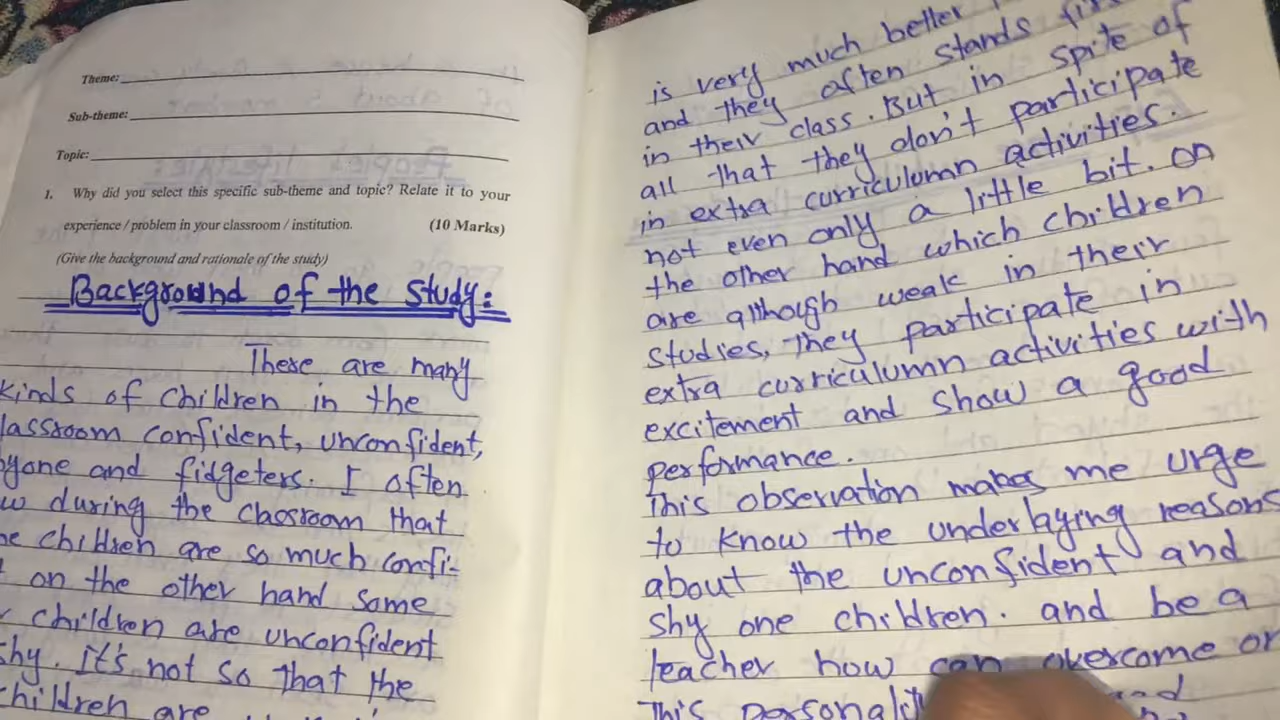 Theme:
Sub-theme:
Topic:
1. Why did you select this specific sub-theme and topic? Relate it to your
experience / problem in your classroom / institution. (10 Marks)
(Give the background and rationale of the study)
Background of the study:
These are many
kinds of children in the
lassroom confident, unconfident,
and fidgeters. I often
during the classroom that
children are so much confi-
on the other hand some
children are unconfident
shy. it's not so that the
children are
is very much better
and they often stands
in their class. But in spite of
all that they don't participate
in extra curriculumn activities.
not even only a little bit. on
the other hand which children
are although weak in their
studies, they participate in
extra curriculumn activities with
excitement and show a good
performance.
This observation makes me urge
to know the underlaying reasons
about the unconfident and
shy one children. and be a
teacher how can overcome or
This